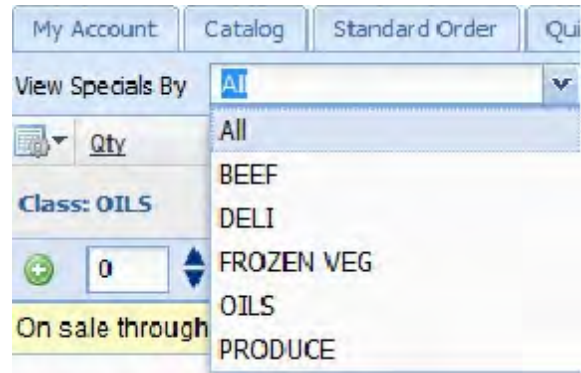 My Account Catalog Standard Order Qui
View Specials By All
All
Qty
BEEF
Class: OILS
DELI
0
FROZEN VEG
OILS
On sale through
PRODUCE